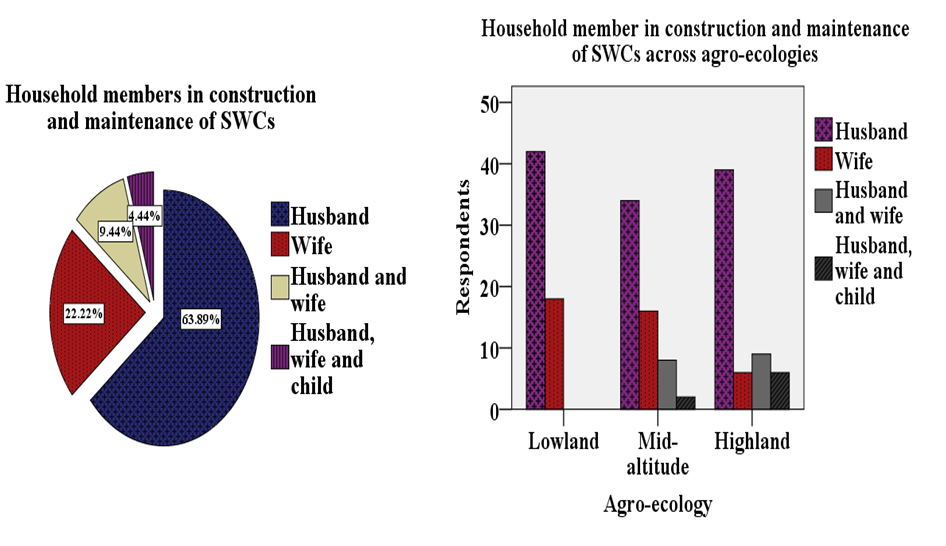 Household members in construction
and maintenance of SWCs
4.44%
9.44%
22.22%
63.89%
Husband
Wife
Husband and
wife
Husband,
wife and
child
Household member in construction and maintenance
of SWCs across agro-ecologies
Respondents
50
40
30
20
10
0
Lowland
Mid-
altitude
Highland
Agro-ecology
Husband
Wife
Husband
and wife
Husband,
wife and
child